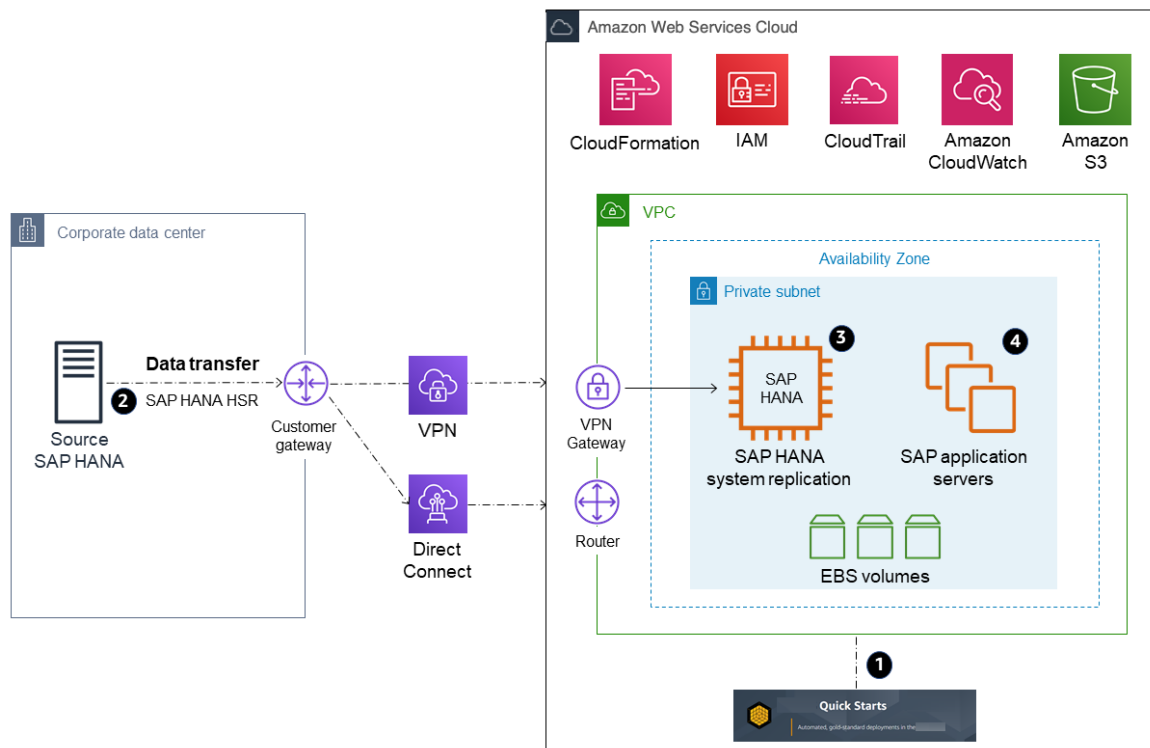 Amazon Web Services Cloud
CloudFormation
IAM
CloudTrail
Amazon
CloudWatch
Amazon
S3
VPC
Corporate data center
Availability Zone
Private subnet
3
4
Data transfer
2
SAP HANA HSR
Source
SAP HANA
Customer
gateway
VPN
VPN
Gateway
SAP
HANA
SAP HANA
system replication
SAP application
servers
Direct
Connect
Router
EBS volumes
1
Quick Starts
Automated, gold-standard deployments in the